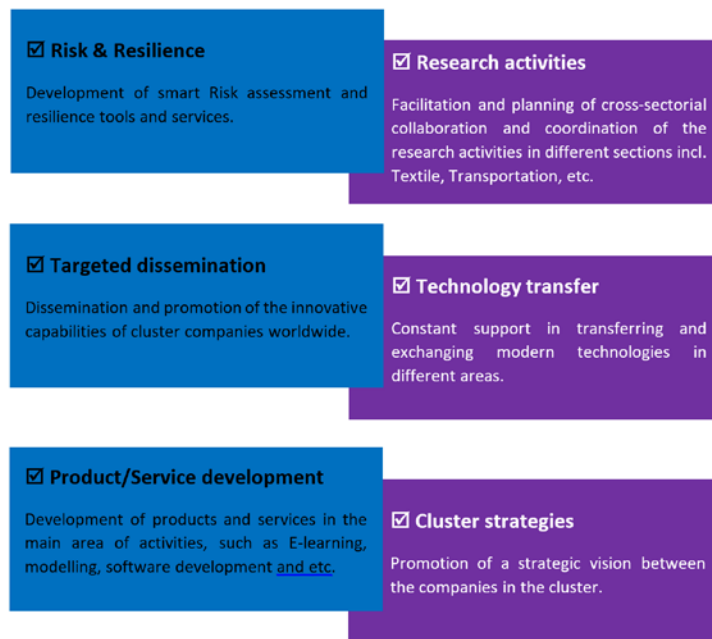 ☑ Risk & Resilience
Development of smart Risk assessment and
resilience tools and services.
☑ Research activities
Facilitation and planning of cross-sectorial
collaboration and coordination of the
research activities in different sections incl.
Textile, Transportation, etc.
☑ Targeted dissemination
Dissemination and promotion of the innovative
capabilities of cluster companies worldwide.
☑ Technology transfer
Constant support in transferring and
exchanging modern technologies in
different areas.
☑ Product/Service development
Development of products and services in the
main area of activities, such as E-learning,
modelling, software development and etc.
☑ Cluster strategies
Promotion of a strategic vision between
the companies in the cluster.